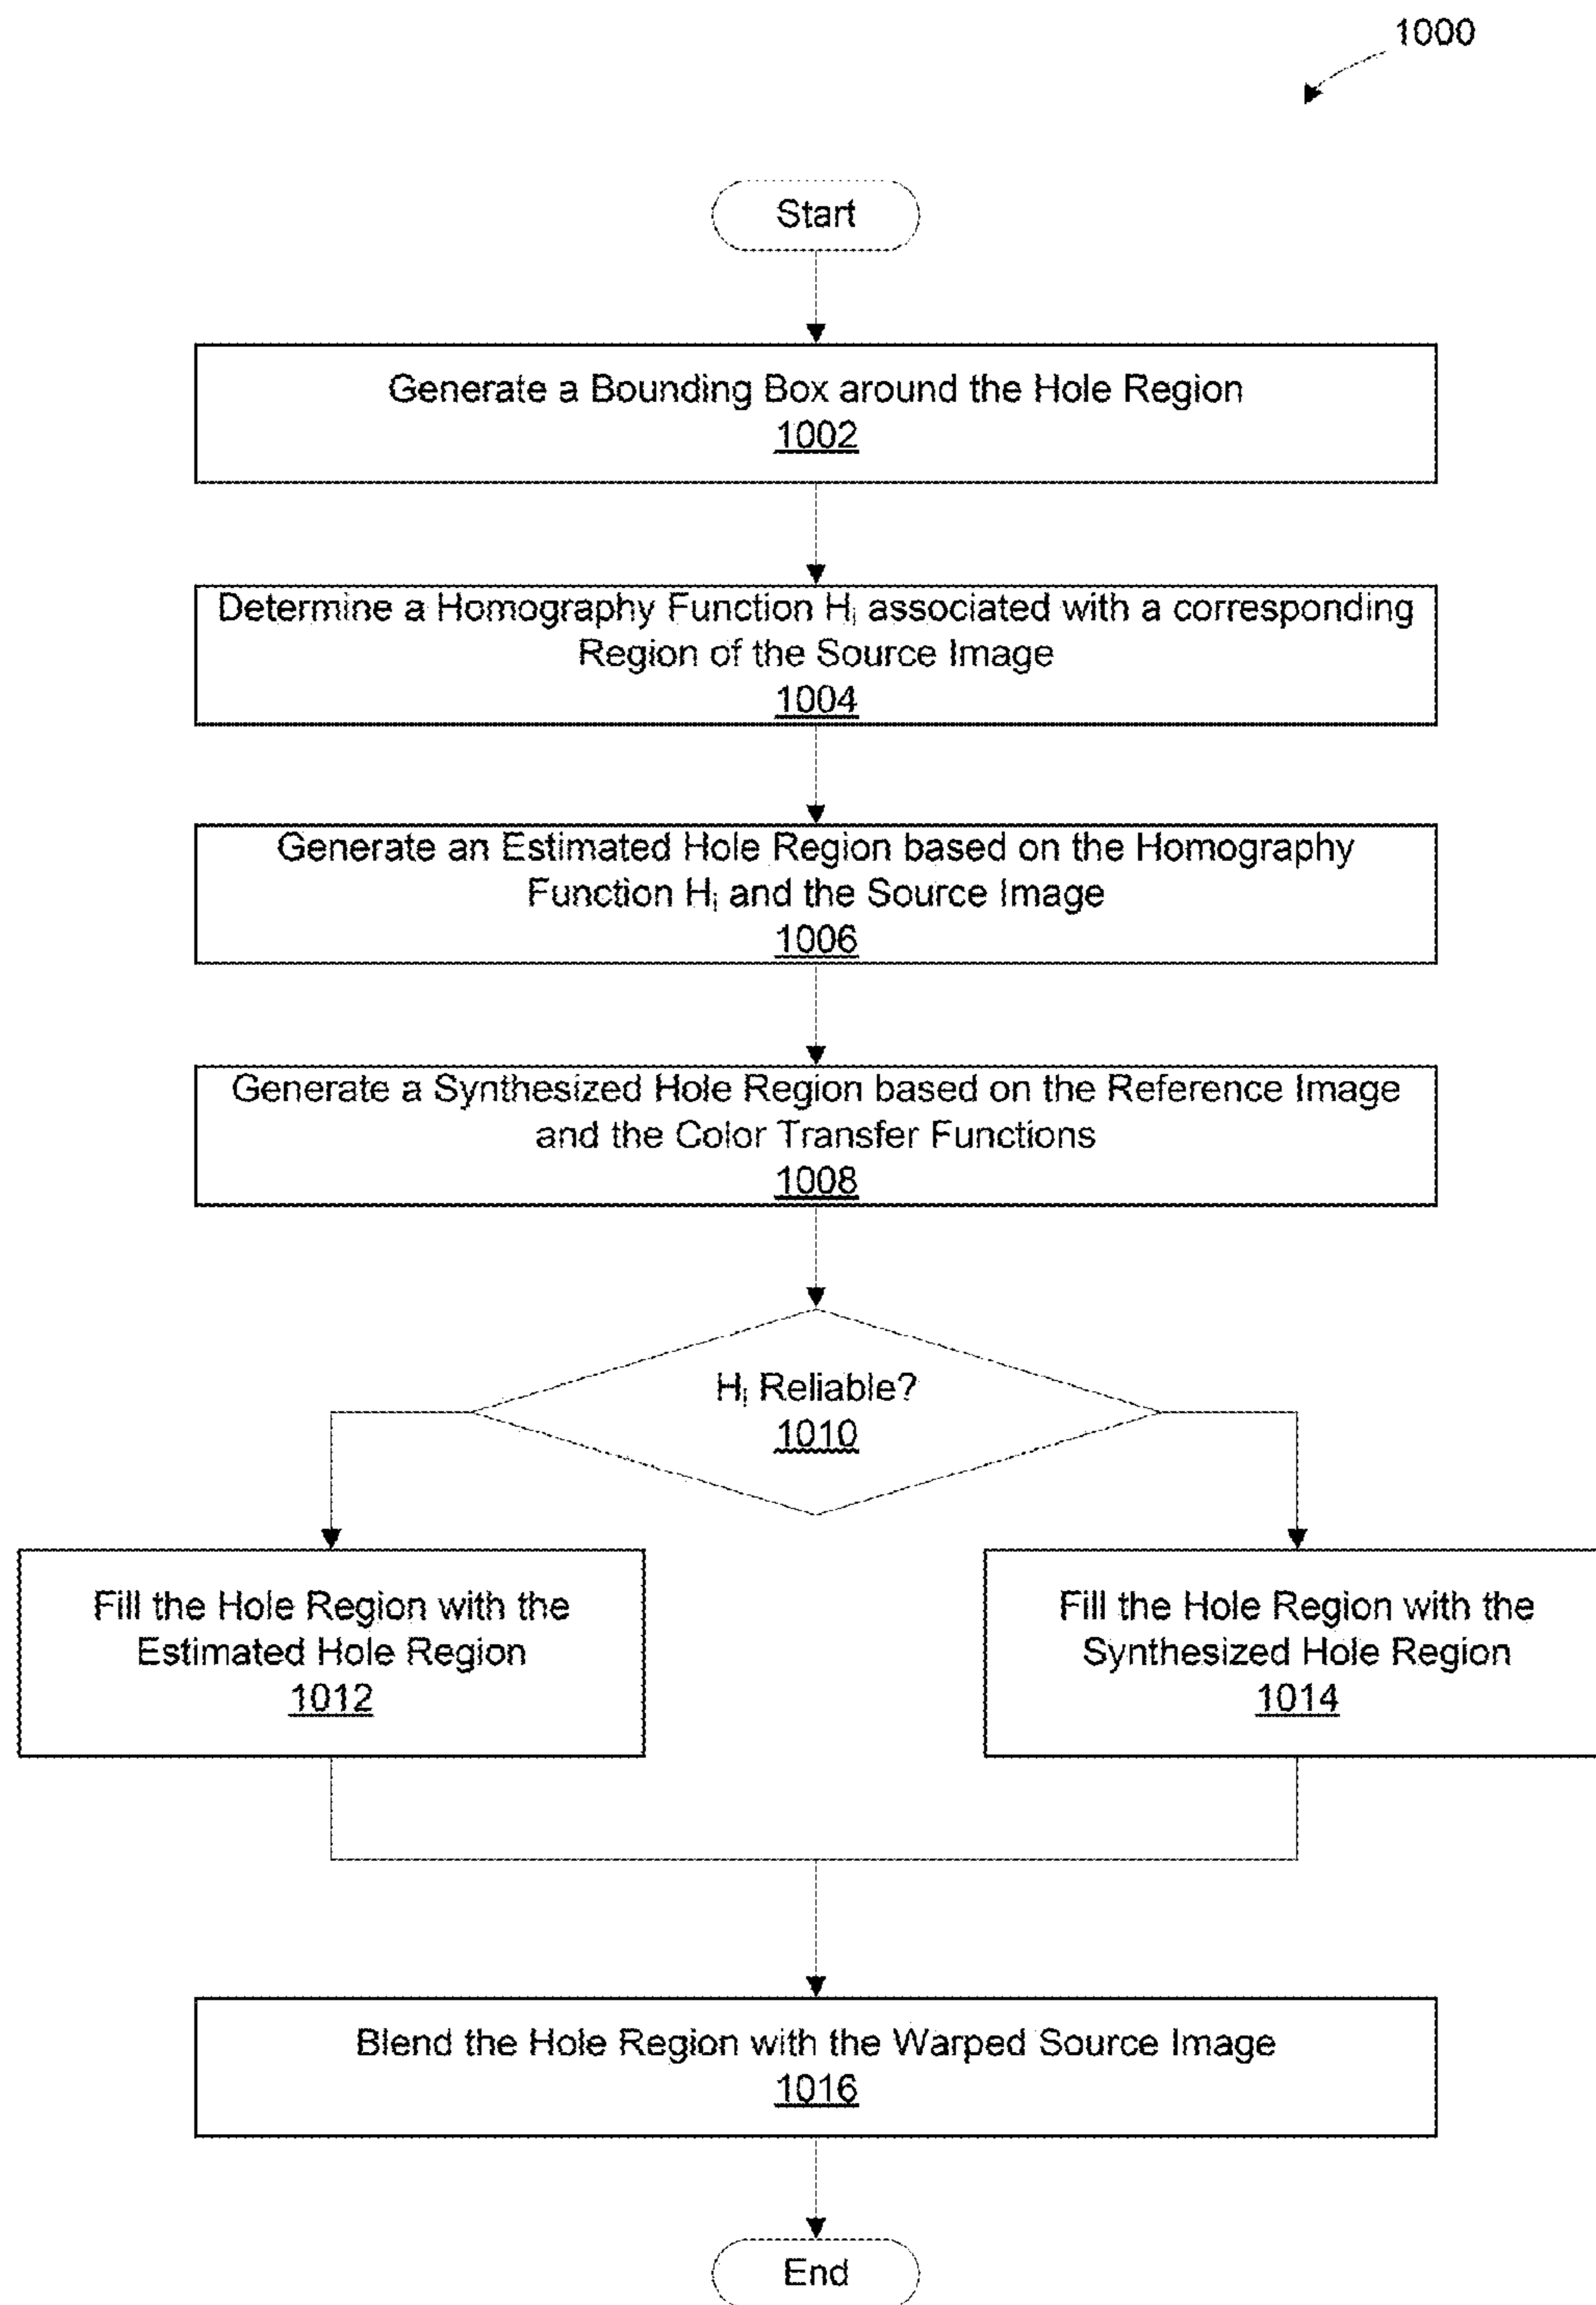 1000
Start
Generate a Bounding Box around the Hole Region
1002
Determine a Homography Function Hⱼ associated with a corresponding
Region of the Source Image
1004
Generate an Estimated Hole Region based on the Homography
Function Hⱼ and the Source Image
1006
Generate a Synthesized Hole Region based on the Reference Image
and the Color Transfer Functions
1008
Hⱼ Reliable?
1010
Fill the Hole Region with the
Estimated Hole Region
1012
Fill the Hole Region with the
Synthesized Hole Region
1014
Blend the Hole Region with the Warped Source Image
1016
End